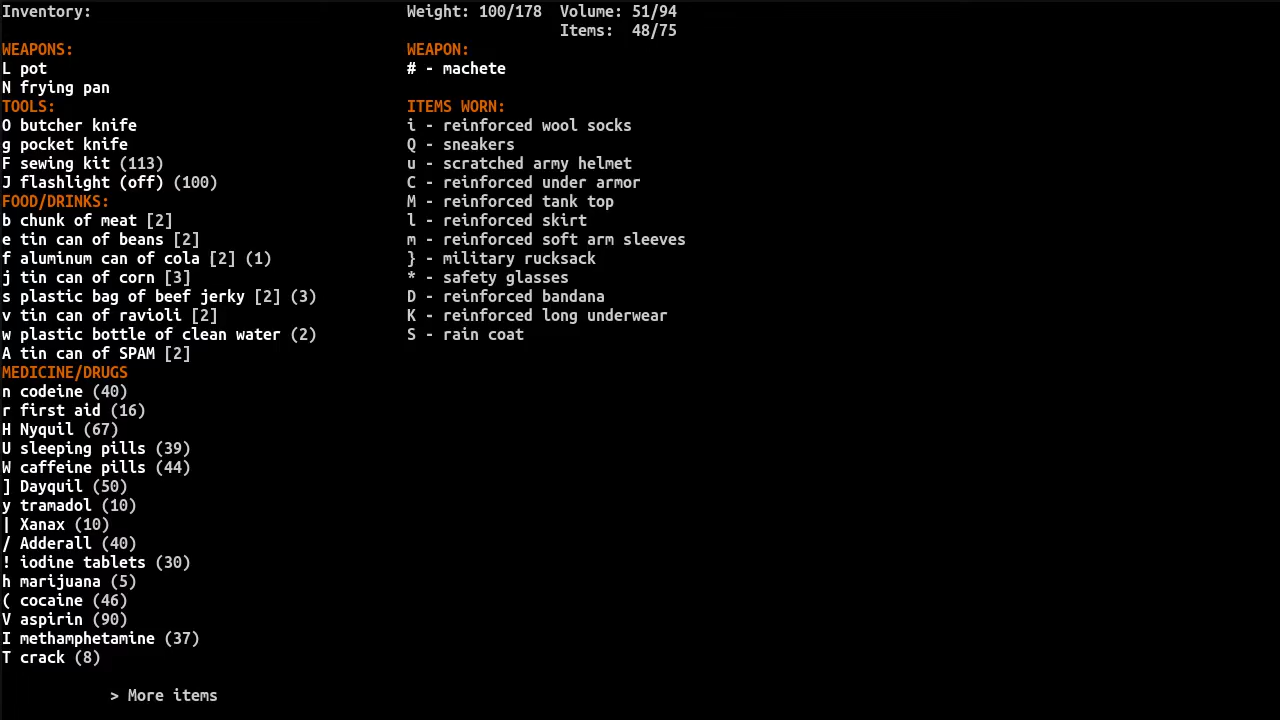 Inventory:
Weight: 100/178 Volume: 51/94
Items: 48/75
WEAPONS:
L pot
N frying pan
TOOLS:
O butcher knife
g pocket knife
F sewing kit (113)
J flashlight (off) (100)
FOOD/DRINKS:
b chunk of meat [2]
e tin can of beans [2]
f aluminum can of cola [2] (1)
j tin can of corn [3]
s plastic bag of beef jerky [2] (3)
v tin can of ravioli [2]
w plastic bottle of clean water (2)
A tin can of SPAM [2]
MEDICINE/DRUGS
n codeine (40)
r first aid (16)
H Nyquil (67)
U sleeping pills (39)
W caffeine pills (44)
] Dayquil (50)
y tramadol (10)
| Xanax (10)
/ Adderall (40)
! iodine tablets (30)
h marijuana (5)
( cocaine (46)
V aspirin (90)
I methamphetamine (37)
T crack (8)
> More items
WEAPON:
# - machete
ITEMS WORN:
i - reinforced wool socks
Q - sneakers
u - scratched army helmet
C - reinforced under armor
M - reinforced tank top
l - reinforced skirt
m - reinforced soft arm sleeves
} - military rucksack
* - safety glasses
D - reinforced bandana
K - reinforced long underwear
S - rain coat